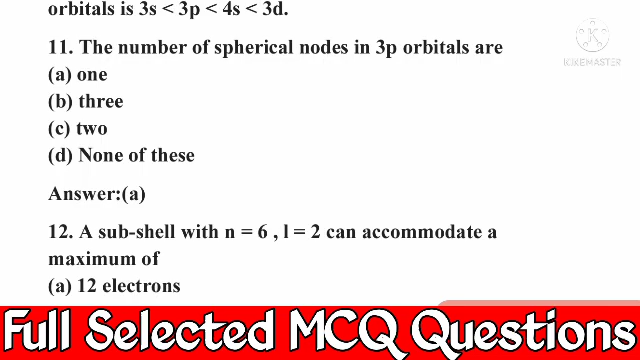 orbitals is 3s < 3p < 4s < 3d.
11. The number of spherical nodes in 3p orbitals are
(a) one
(b) three
(c) two
(d) None of these
Answer:(a)
12. A sub-shell with n = 6 , l = 2 can accommodate a
maximum of
(a) 12 electrons
KINEMASTER
Full Selected MCQ Questions